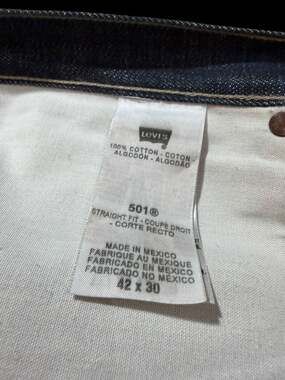 LEVI'S
100% COTTON - COTON -
ALGODON - ALGODÃO
501®
STRAIGHT FIT - COUPE DROIT
- CORTE RECTO
MADE IN MEXICO
FABRIQUE AU MEXIQUE
FABRICADO EN MEXICO
FABRICADO NO MEXICO
42 x 30